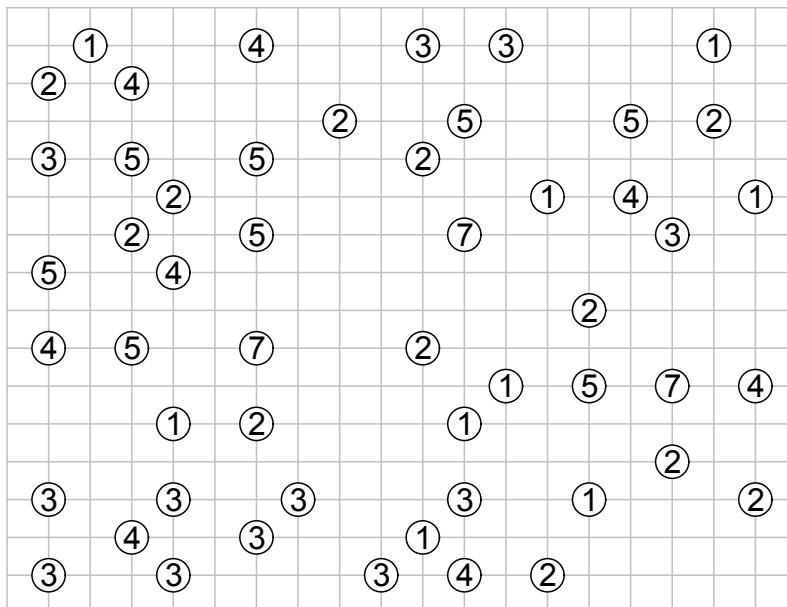 1 4 3 3 1
2 4
2 5 5 2
3 5 5 2
2 1 4 1
2 5 7 3
5 4
2
4 5 7 2
1 5 7 4
1 2 1
2
3 3 3 3 1 2
4 3 1
3 3 3 4 2